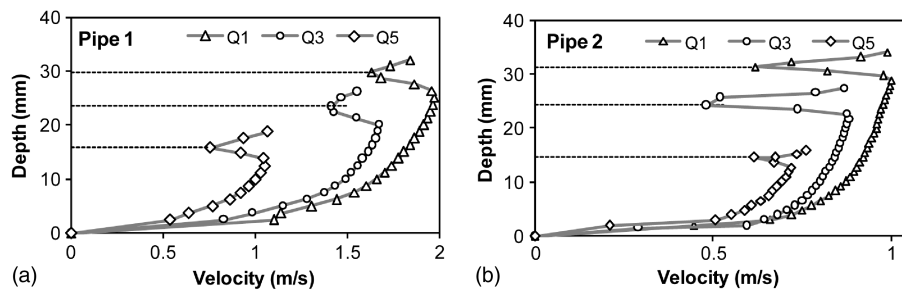 Pipe 1
Q1 Q3 Q5
Depth (mm)
40
30
20
10
0
0 0.5 1 1.5 2
Velocity (m/s)
(a)
Pipe 2
Q1 Q3 Q5
Depth (mm)
40
30
20
10
0
0 0.5 1
Velocity (m/s)
(b)